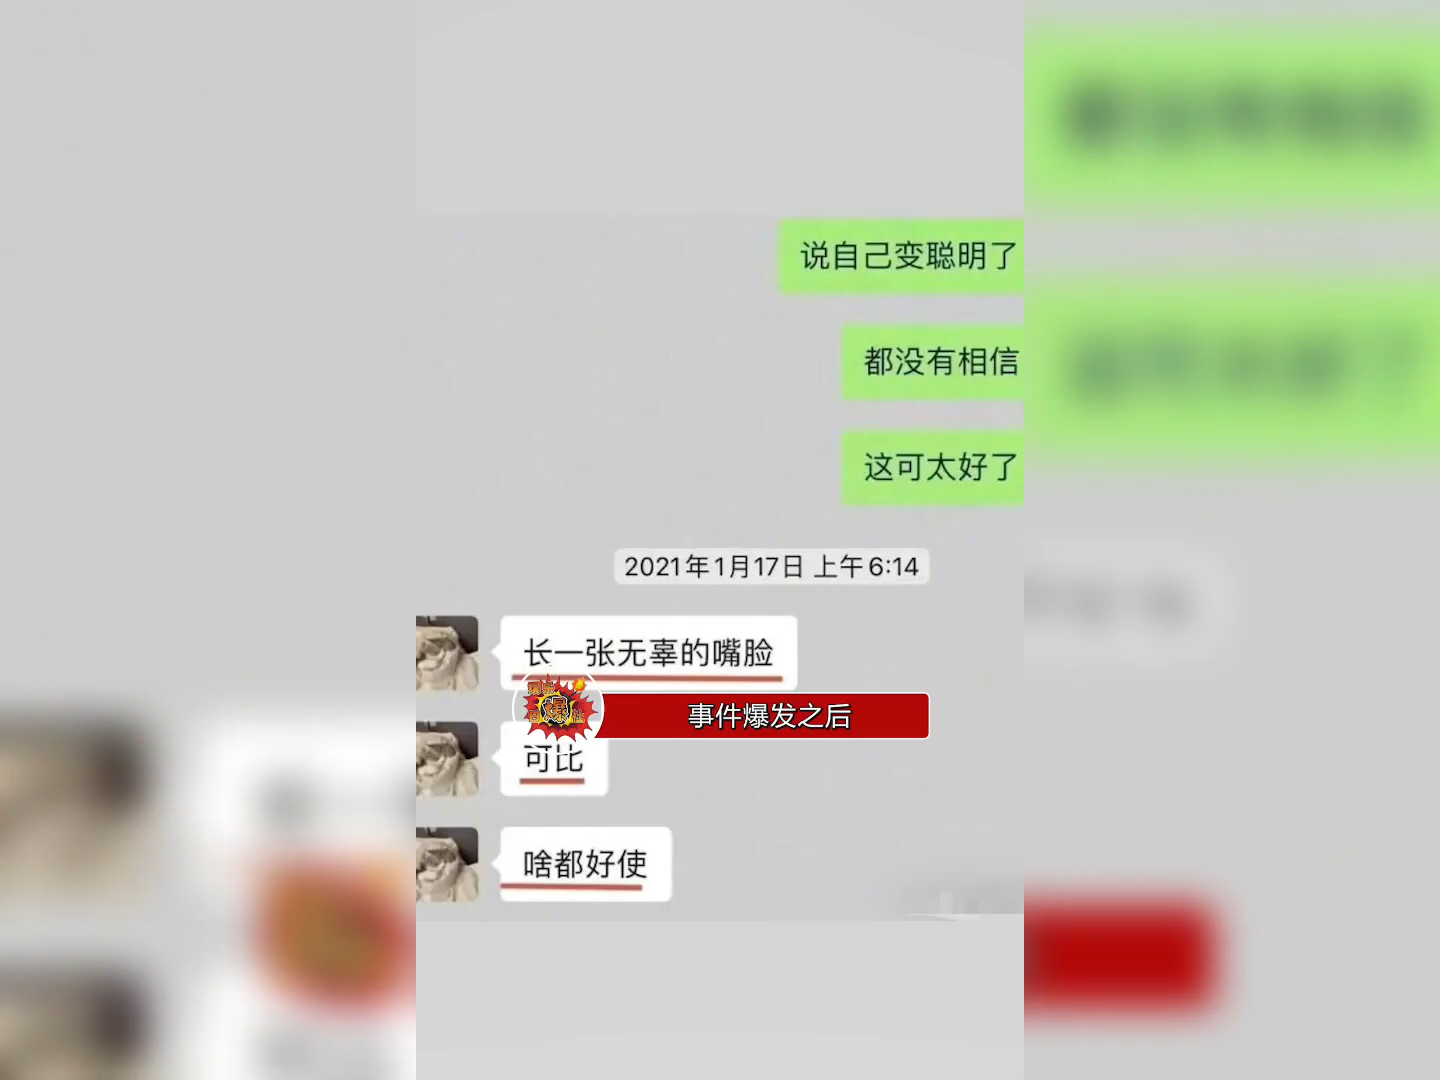 说自己变聪明了
都没有相信
这可太好了
2021年1月17日 上午6:14
长一张无辜的嘴脸
事件爆发之后
爆
可比
啥都好使